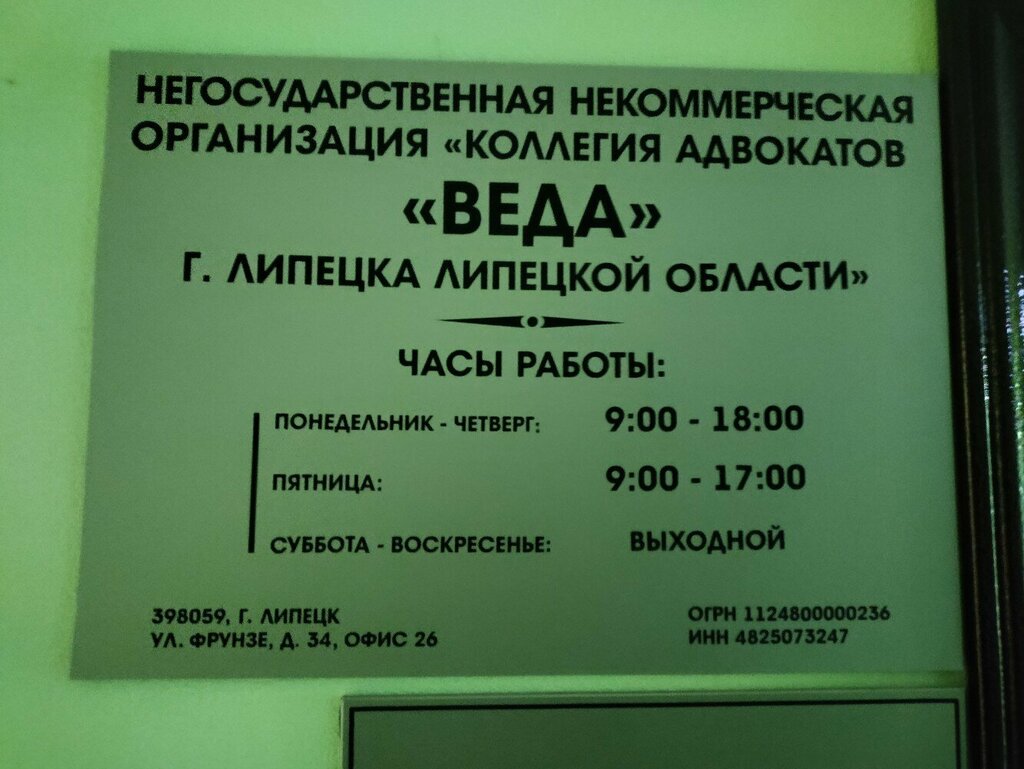 НЕГОСУДАРСТВЕННАЯ НЕКОММЕРЧЕСКАЯ
ОРГАНИЗАЦИЯ «КОЛЛЕГИЯ АДВОКАТОВ
«ВЕДА»
Г. ЛИПЕЦКА ЛИПЕЦКОЙ ОБЛАСТИ»
ЧАСЫ РАБОТЫ:
ПОНЕДЕЛЬНИК - ЧЕТВЕРГ: 9:00 - 18:00
ПЯТНИЦА: 9:00 - 17:00
СУББОТА - ВОСКРЕСЕНЬЕ: ВЫХОДНОЙ
398059, Г. ЛИПЕЦК
УЛ. ФРУНЗЕ, Д. 34, ОФИС 26
ОГРН 1124800000236
ИНН 4825073247